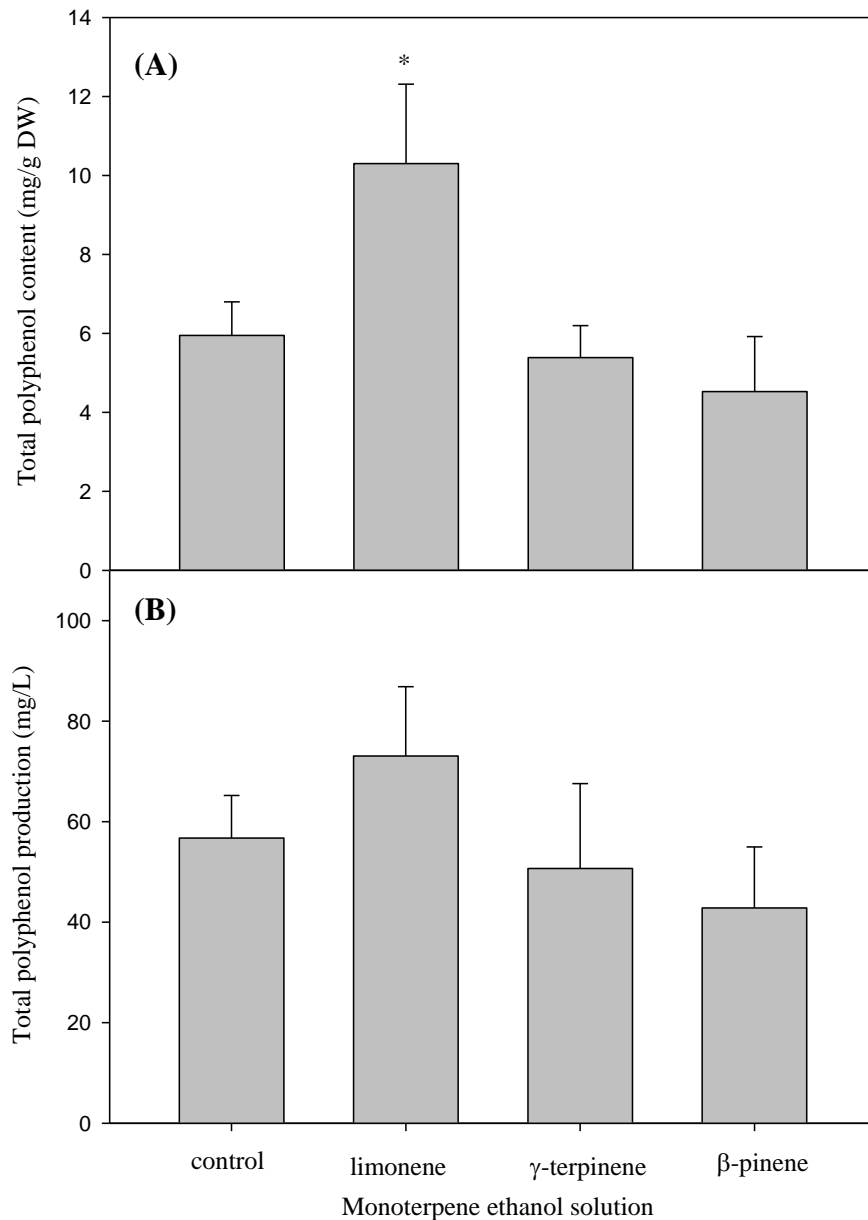 14
12
10
8
6
4
2
0
Total polyphenol content (mg/g DW)
(A)
*
100
80
60
40
20
0
Total polyphenol production (mg/L)
(B)
control limonene γ-terpinene β-pinene
Monoterpene ethanol solution